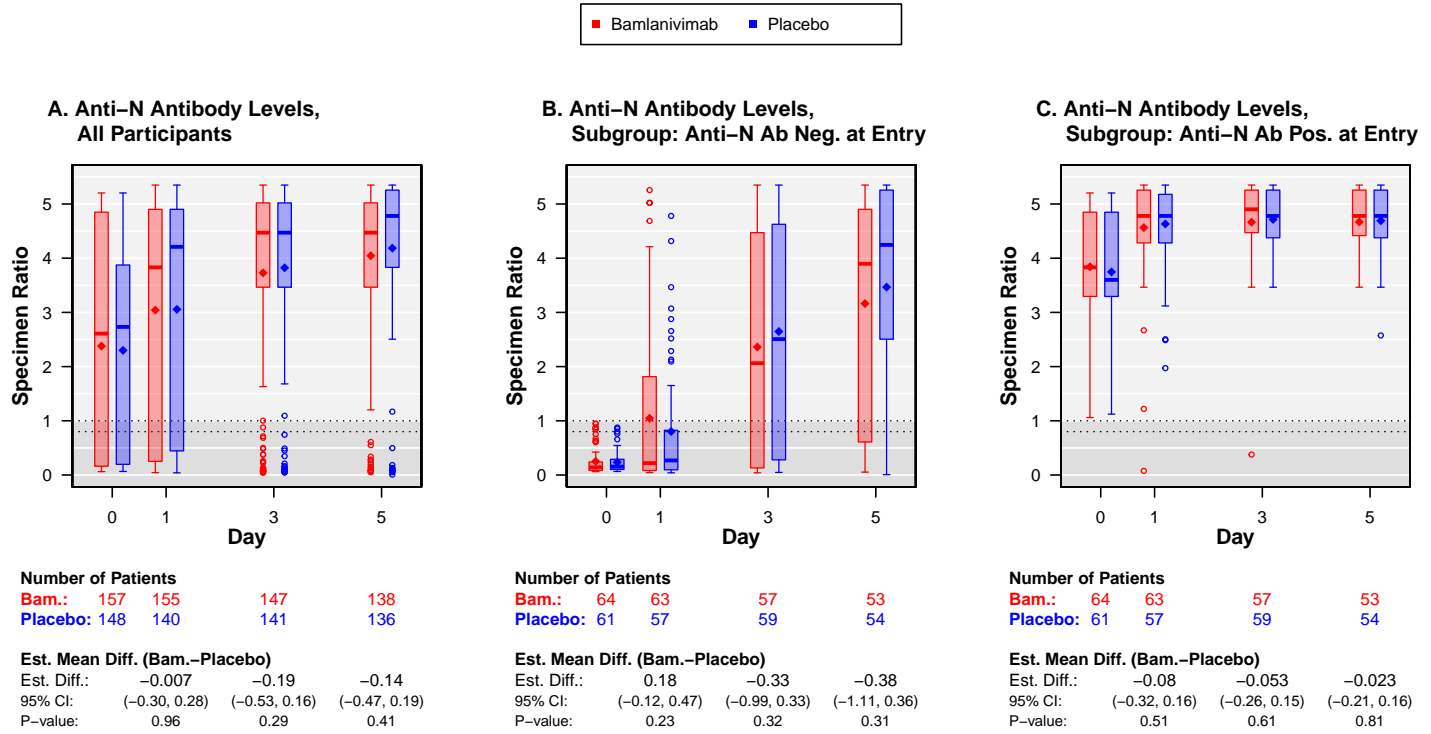 Bamlanivimab Placebo
A. Anti−N Antibody Levels,
All Participants
5
4
3
2
1
0
Specimen Ratio
0 1 3 5
Day
Number of Patients
Bam.: 157 155 147 138
Placebo: 148 140 141 136
Est. Mean Diff. (Bam.−Placebo)
Est. Diff.: −0.007 −0.19 −0.14
95% CI: (−0.30, 0.28) (−0.53, 0.16) (−0.47, 0.19)
P−value: 0.96 0.29 0.41
B. Anti−N Antibody Levels,
Subgroup: Anti−N Ab Neg. at Entry
5
4
3
2
1
0
Specimen Ratio
0 1 3 5
Day
Number of Patients
Bam.: 64 63 57 53
Placebo: 61 57 59 54
Est. Mean Diff. (Bam.−Placebo)
Est. Diff.: 0.18 −0.33 −0.38
95% CI: (−0.12, 0.47) (−0.99, 0.33) (−1.11, 0.36)
P−value: 0.23 0.32 0.31
C. Anti−N Antibody Levels,
Subgroup: Anti−N Ab Pos. at Entry
5
4
3
2
1
0
Specimen Ratio
0 1 3 5
Day
Number of Patients
Bam.: 64 63 57 53
Placebo: 61 57 59 54
Est. Mean Diff. (Bam.−Placebo)
Est. Diff.: −0.08 −0.053 −0.023
95% CI: (−0.32, 0.16) (−0.26, 0.15) (−0.21, 0.16)
P−value: 0.51 0.61 0.81